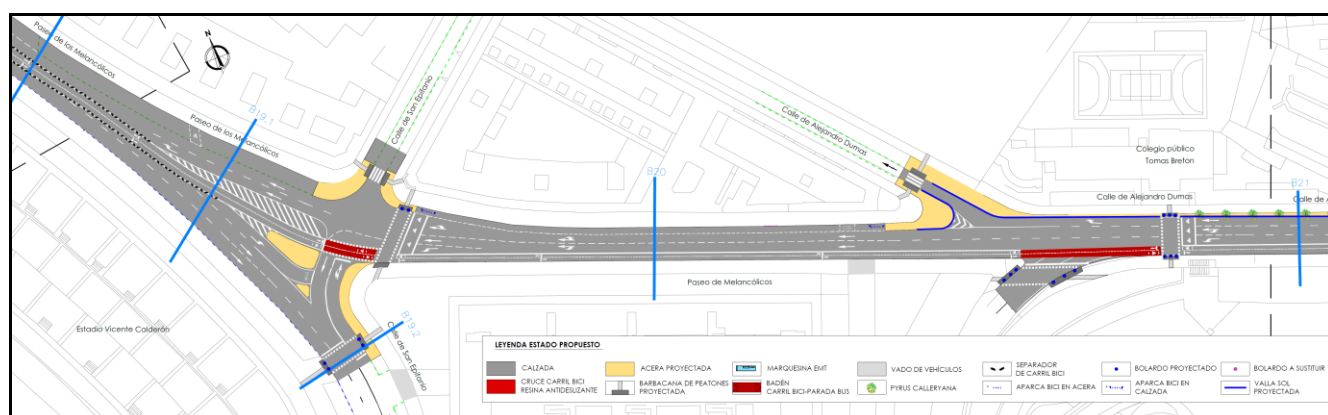 Paseo de los Melancólicos
N
B19.1
Paseo de los Melancólicos
Calle de San Epifanio
B20
Calle de Alejandro Dumas
Colegio público
Tomas Breton
Calle de Alejandro Dumas
B21
Calle de A
Paseo de Melancólicos
Estadio Vicente Calderón
B19.2
Calle de San Epifanio
LEYENDA ESTADO PROPUESTO
CALZADA
ACERA PROYECTADA
MARQUESINA EMT
VADO DE VEHÍCULOS
SEPARADOR
DE CARRIL BICI
BOLARDO PROYECTADO
BOLARDO A SUSTITUIR
CRUCE CARRIL BICI
RESINA ANTIDESLIZANTE
BARBACANA DE PEATONES
PROYECTADA
BADÉN
CARRIL BICI-PARADA BUS
PYRUS CALLERYANA
APARCA BICI EN ACERA
APARCA BICI EN
CALZADA
VALLA SOL
PROYECTADA